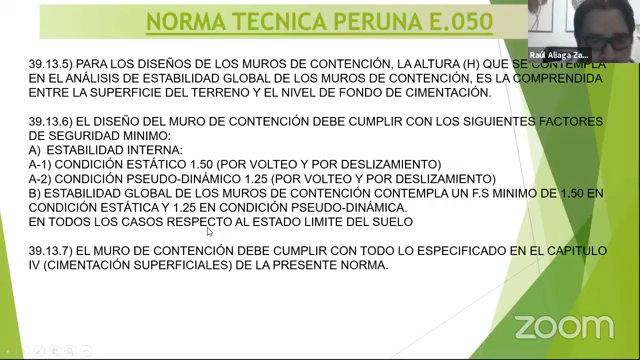 NORMA TECNICA PERUNA E.050
Raúl Aliaga Za...
39.13.5) PARA LOS DISEÑOS DE LOS MUROS DE CONTENCIÓN, LA ALTURA (H) QUE SE CONTEMPLA
EN EL ANÁLISIS DE ESTABILIDAD GLOBAL DE LOS MUROS DE CONTENCIÓN, ES LA COMPRENDIDA
ENTRE LA SUPERFICIE DEL TERRENO Y EL NIVEL DE FONDO DE CIMENTACIÓN.
39.13.6) EL DISEÑO DEL MURO DE CONTENCIÓN DEBE CUMPLIR CON LOS SIGUIENTES FACTORES
DE SEGURIDAD MINIMO:
A) ESTABILIDAD INTERNA:
A-1) CONDICIÓN ESTÁTICO 1.50 (POR VOLTEO Y POR DESLIZAMIENTO)
A-2) CONDICIÓN PSEUDO-DINÁMICO 1.25 (POR VOLTEO Y POR DESLIZAMIENTO)
B) ESTABILIDAD GLOBAL DE LOS MUROS DE CONTENCIÓN CONTEMPLA UN F.S MINIMO DE 1.50 EN
CONDICIÓN ESTÁTICA Y 1.25 EN CONDICIÓN PSEUDO-DINÁMICA.
EN TODOS LOS CASOS RESPECTO AL ESTADO LIMITE DEL SUELO
39.13.7) EL MURO DE CONTENCIÓN DEBE CUMPLIR CON TODO LO ESPECIFICADO EN EL CAPITULO
IV (CIMENTACIÓN SUPERFICIALES) DE LA PRESENTE NORMA.
zoom